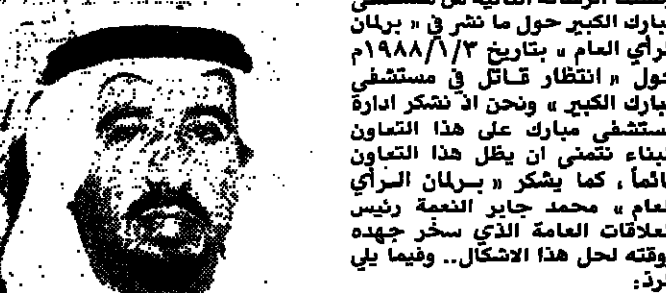 مبارك الكبير حول ما نشر في « برلمان
الرأي العام » بتاريخ ١٩٨٨/١/٣م
حول « انتظار قاتل في مستشفى
مبارك الكبير » ونحن اذ نشكر ادارة
مستشفى مبارك على هذا التعاون
البناء نتمنى ان يظل هذا التعاون
دائماً ، كما يشكر « برلمان الرأي
العام » محمد جابر النعمة رئيس
العلاقات العامة الذي سخر جهده
ووقته لحل هذا الاشكال.. وفيما يلي
الرد: